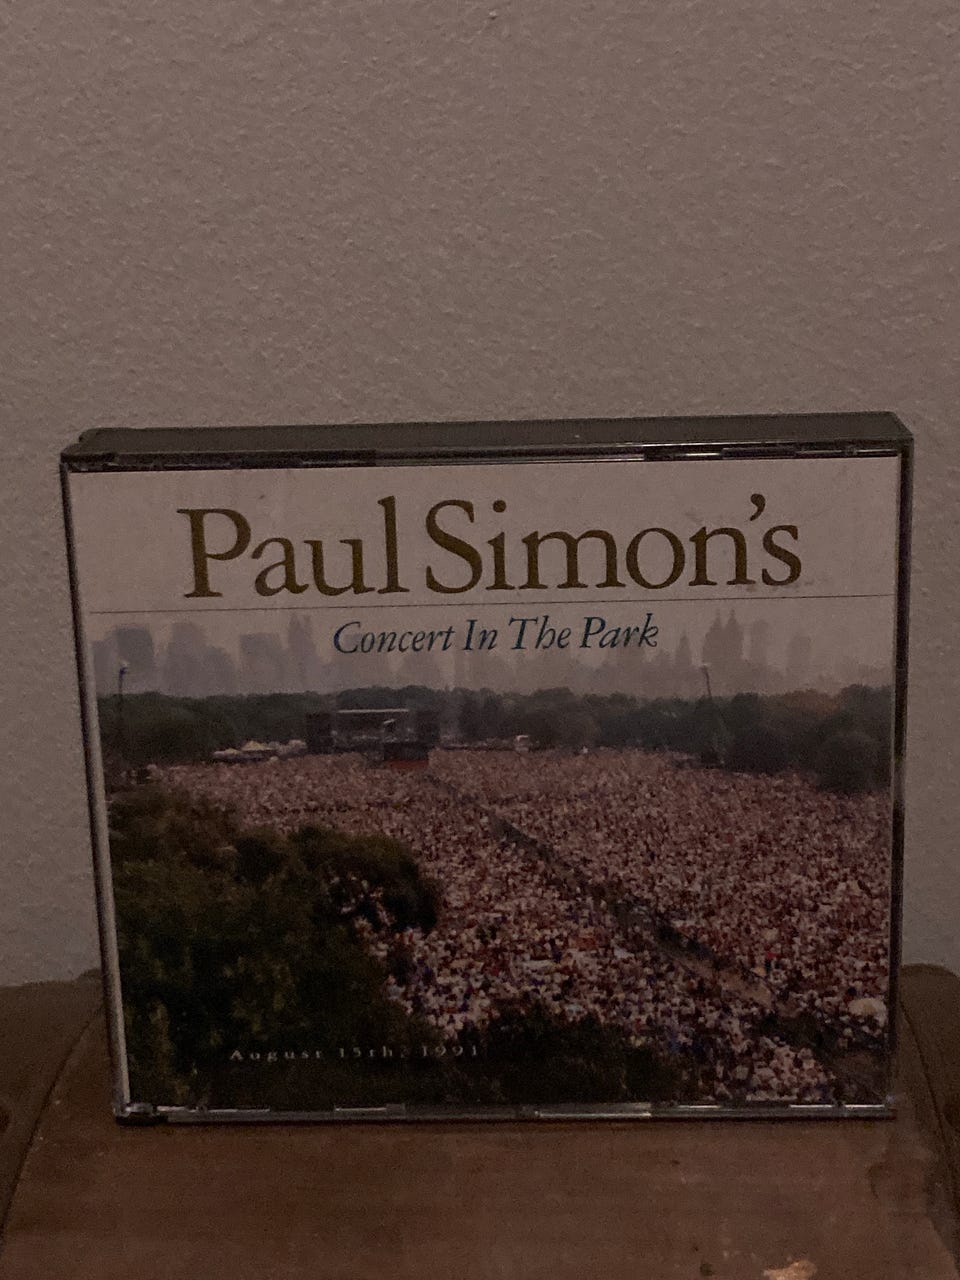 Paul Simon's
Concert In The Park
August 15th, 1991